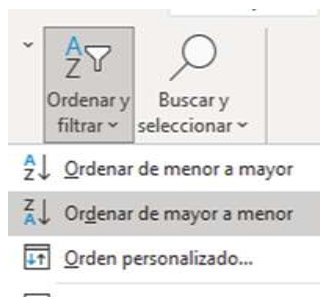 Ordenar y
filtrar
Buscar y
seleccionar
Ordenar de menor a mayor
Ordenar de mayor a menor
Orden personalizado...